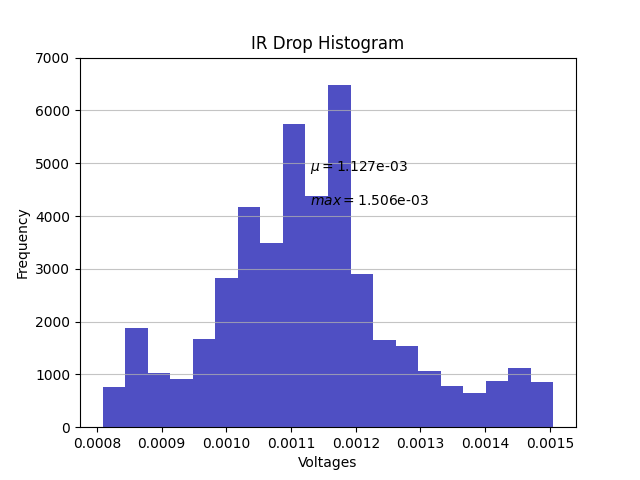 IR Drop Histogram
7000
6000
5000
4000
3000
2000
1000
0
Frequency
μ = 1.127e-03
max = 1.506e-03
0.0008 0.0009 0.0010 0.0011 0.0012 0.0013 0.0014 0.0015
Voltages